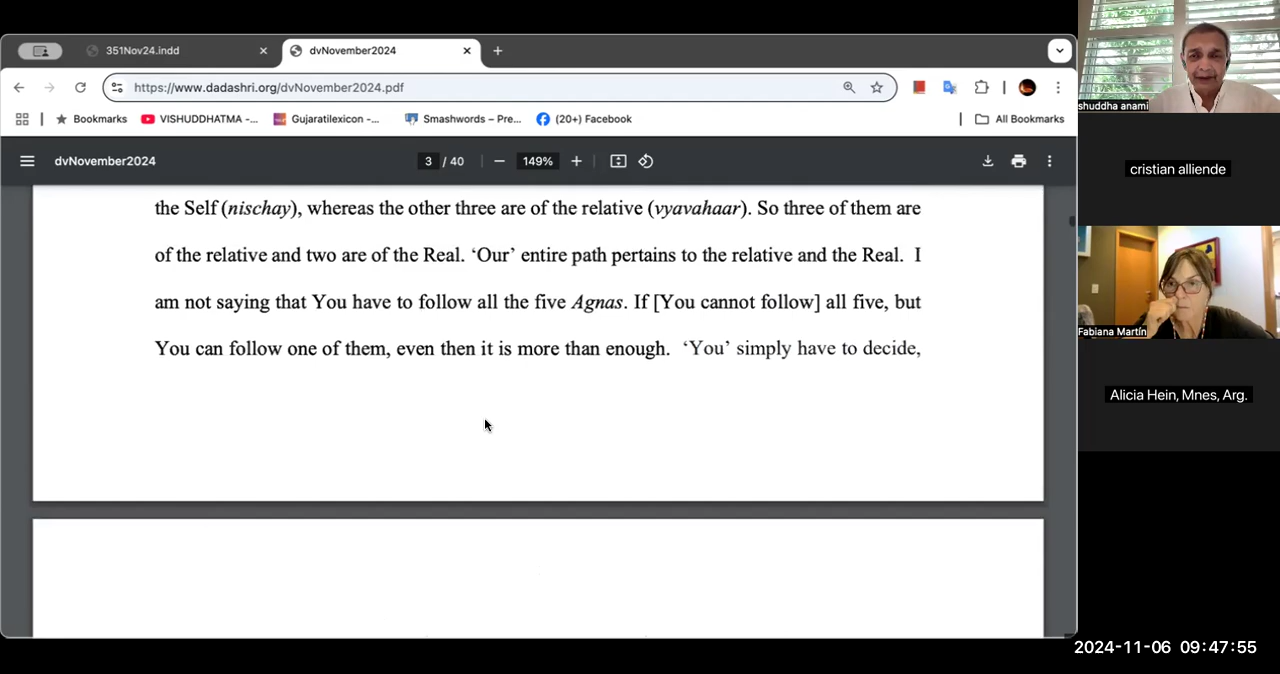 351Nov24.indd
dvNovember2024
https://www.dadashri.org/dvNovember2024.pdf
Bookmarks
VISHUDDHATMA -...
Gujaratilexicon -...
Smashwords – Pre...
(20+) Facebook
All Bookmarks
dvNovember2024
3 / 40
149%
the Self (nischay), whereas the other three are of the relative (vyavahaar). So three of them are
of the relative and two are of the Real. ‘Our’ entire path pertains to the relative and the Real. I
am not saying that You have to follow all the five Agnas. If [You cannot follow] all five, but
You can follow one of them, even then it is more than enough. ‘You’ simply have to decide,
shuddha anami
cristian alliende
Fabiana Martín
Alicia Hein, Mnes, Arg.
2024-11-06 09:47:55